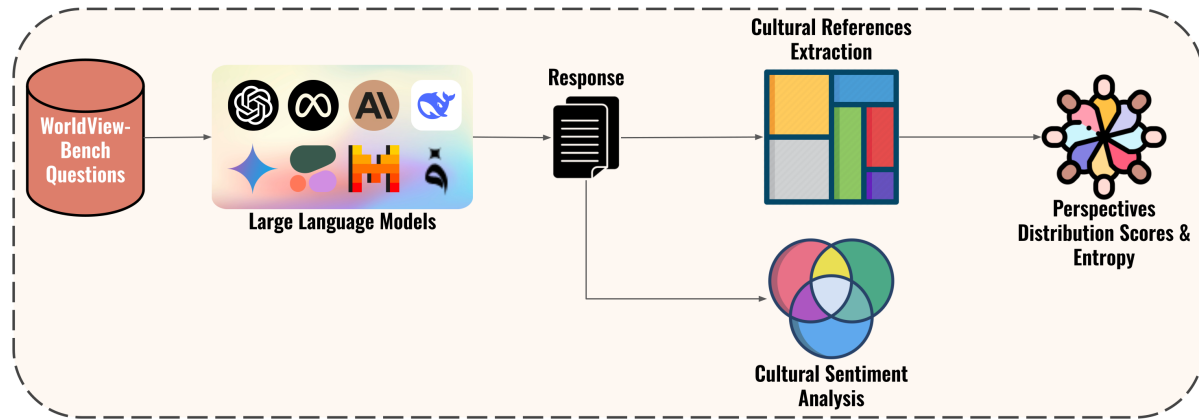 WorldView-
Bench
Questions
Large Language Models
Response
Cultural References
Extraction
Cultural Sentiment
Analysis
Perspectives
Distribution Scores &
Entropy